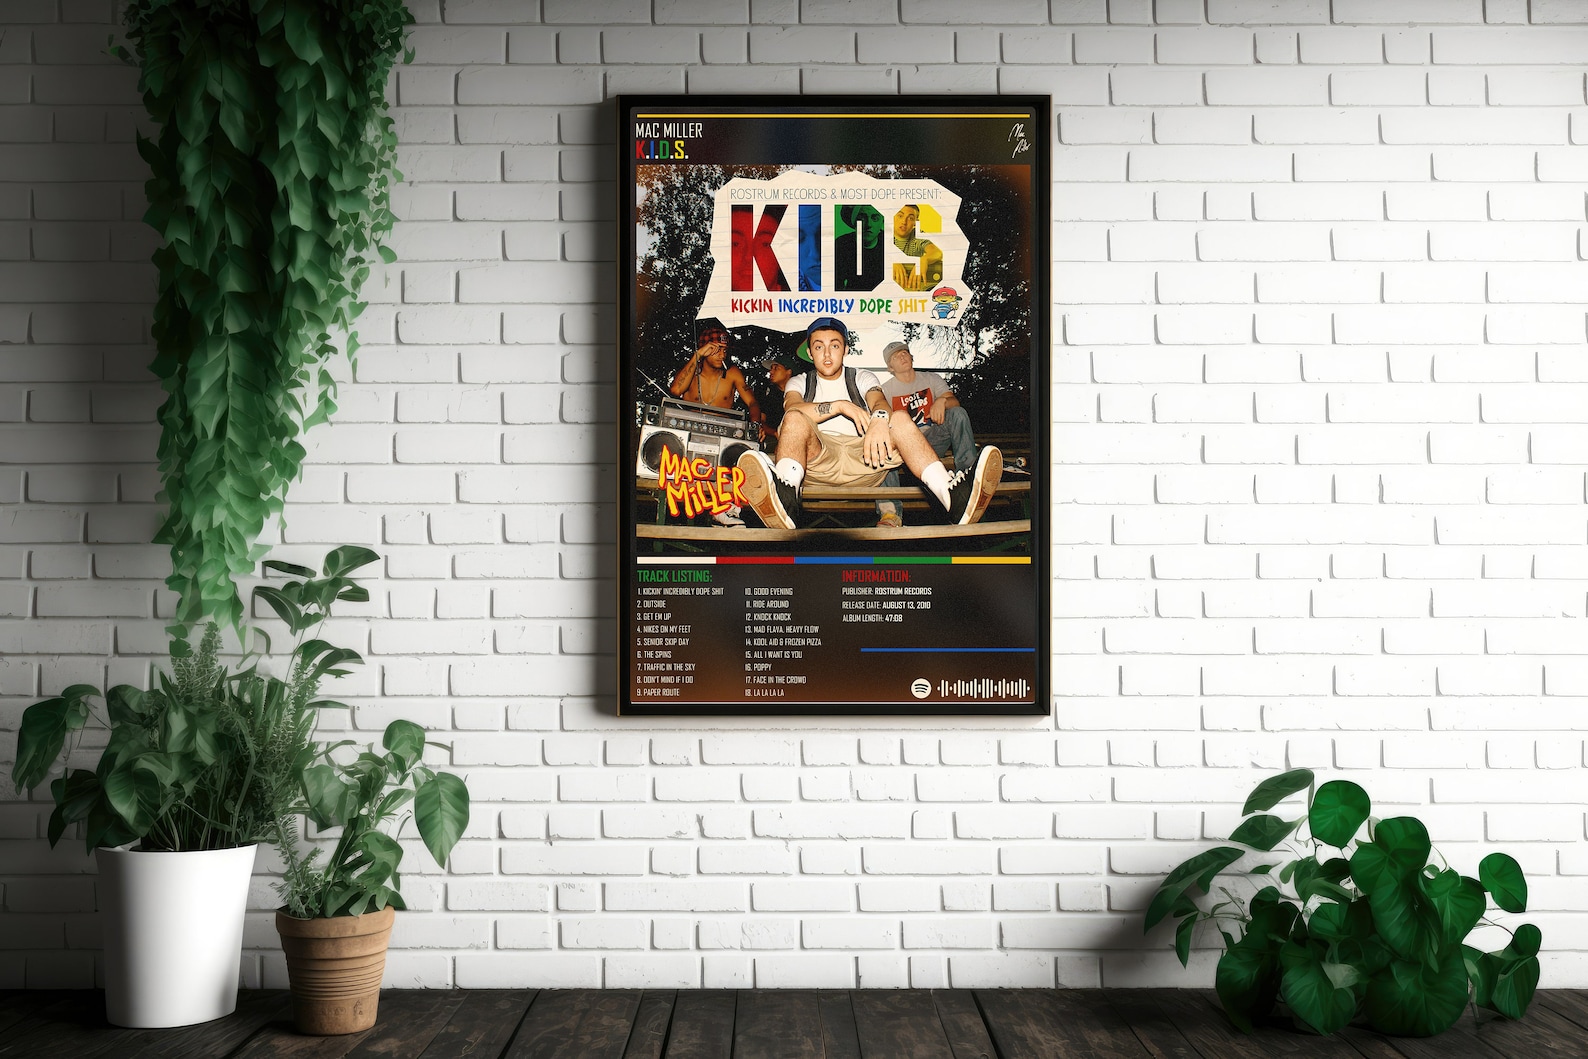 MAC MILLER
K.I.D.S.
ROSTRUM RECORDS & MOST DOPE PRESENT:
KIDS
KICKIN INCREDIBLY DOPE SHIT
LOOSE LIPS
MAC MILLER
TRACK LISTING:
1. KICKIN' INCREDIBLY DOPE SHIT
2. OUTSIDE
3. GET EM UP
4. NIKES ON MY FEET
5. SENIOR SKIP DAY
6. THE SPINS
7. TRAFFIC IN THE SKY
8. DON'T MIND IF I DO
9. PAPER ROUTE
10. GOOD EVENING
11. RIDE AROUND
12. KNOCK KNOCK
13. MAD FLAVA, HEAVY FLOW
14. KOOL AID & FROZEN PIZZA
15. ALL I WANT IS YOU
16. POPPY
17. FACE IN THE CROWD
18. LA LA LA LA
INFORMATION:
PUBLISHER: ROSTRUM RECORDS
RELEASE DATE: AUGUST 13, 2010
ALBUM LENGTH: 47:08